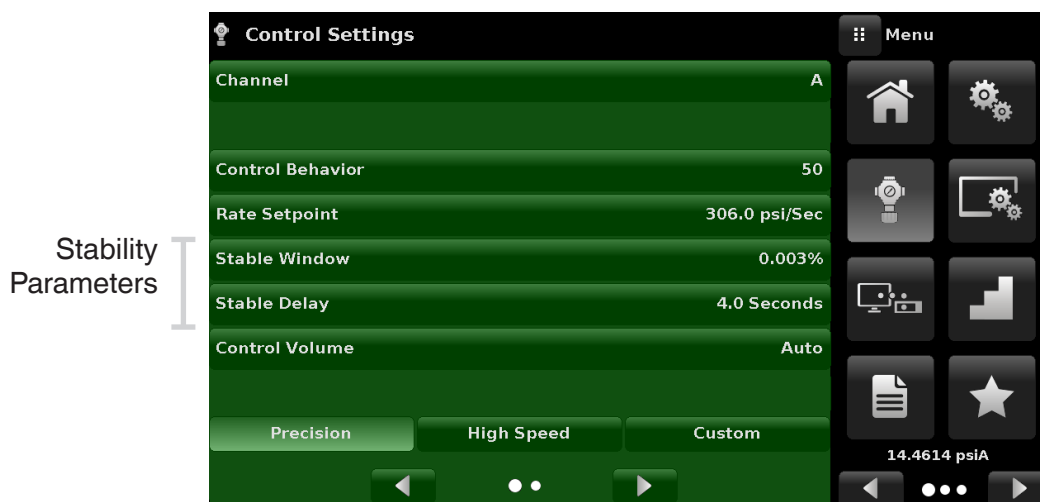 Control Settings
Menu
Channel A
Control Behavior 50
Rate Setpoint 306.0 psi/Sec
Stability
Parameters
Stable Window 0.003%
Stable Delay 4.0 Seconds
Control Volume Auto
Precision High Speed Custom
14.4614 psiA